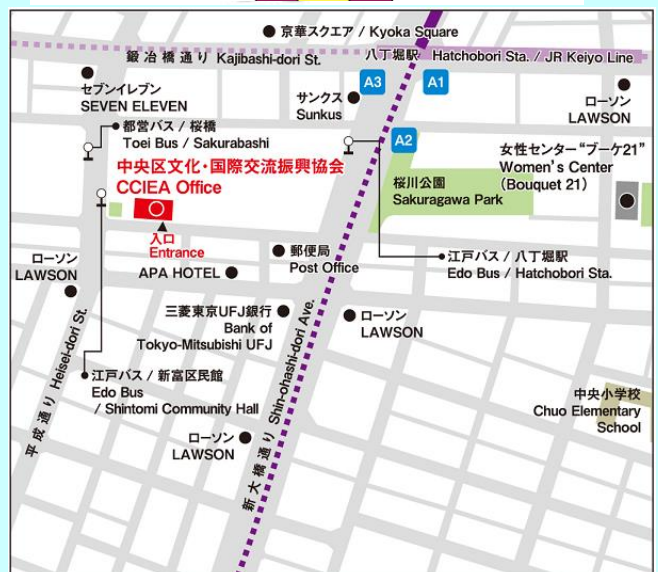 京華スクエア / Kyoka Square
鍛冶橋通り Kajibashi-dori St.
八丁堀駅 Hatchobori Sta. / JR Keiyo Line
セブンイレブン
SEVEN ELEVEN
サンクス
Sunkus
A3
A1
ローソン
LAWSON
都営バス / 桜橋
Toei Bus / Sakurabashi
A2
女性センター“ブーケ21”
Women's Center
(Bouquet 21)
中央区文化・国際交流振興協会
CCIEA Office
桜川公園
Sakuragawa Park
入口
Entrance
郵便局
Post Office
江戸バス / 八丁堀駅
Edo Bus / Hatchobori Sta.
ローソン
LAWSON
APA HOTEL
三菱東京UFJ銀行
Bank of
Tokyo-Mitsubishi UFJ
ローソン
LAWSON
江戸バス / 新富区民館
Edo Bus
/ Shintomi Community Hall
中央小学校
Chuo Elementary
School
ローソン
LAWSON
平成通り Heisei-dori St.
新大橋通り Shin-ohashi-dori Ave.